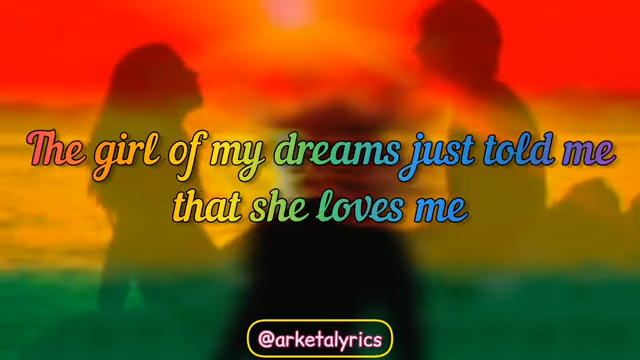 The girl of my dreams just told me
that she loves me
@arketalyrics